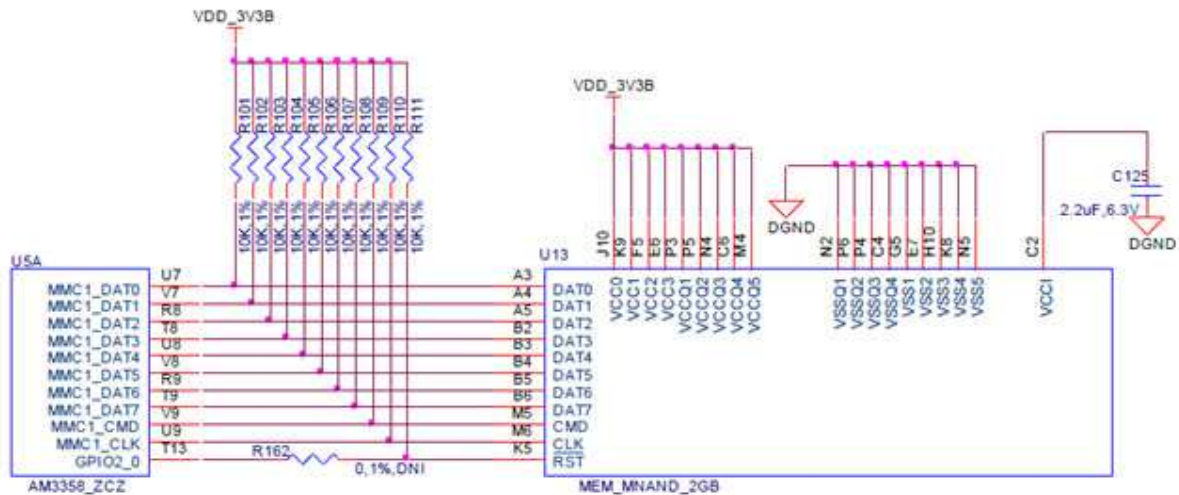 VDD_3V3B
R101
R102
R103
R104
R105
R106
R107
R108
R109
R110
R111
10K,1%
10K,1%
10K,1%
10K,1%
10K,1%
10K,1%
10K,1%
10K,1%
10K,1%
10K,1%
10K,1%
VDD_3V3B
DGND
C125
2.2uF,6.3V
DGND
J10
K9
F5
E6
P3
P5
N4
C6
M4
N2
P6
P4
C4
G5
E7
H10
K8
N5
C2
VCC0
VCC1
VCC2
VCC3
VCCQ1
VCCQ2
VCCQ3
VCCQ4
VCCQ5
VSSQ1
VSSQ2
VSSQ3
VSSQ4
VSS1
VSS2
VSS3
VSS4
VSS5
VCCI
U5A
U13
MMC1_DAT0 U7 A3 DAT0
MMC1_DAT1 V7 A4 DAT1
MMC1_DAT2 R8 A5 DAT2
MMC1_DAT3 T8 B2 DAT3
MMC1_DAT4 U8 B3 DAT4
MMC1_DAT5 V8 B4 DAT5
MMC1_DAT6 R9 B5 DAT6
MMC1_DAT7 T9 B6 DAT7
MMC1_CMD V9 M5 CMD
MMC1_CLK U9 M6 CLK
GPIO2_0 T13 R162 0,1%,DNI K5 RST
AM3358_ZCZ
MEM_MNAND_2GB